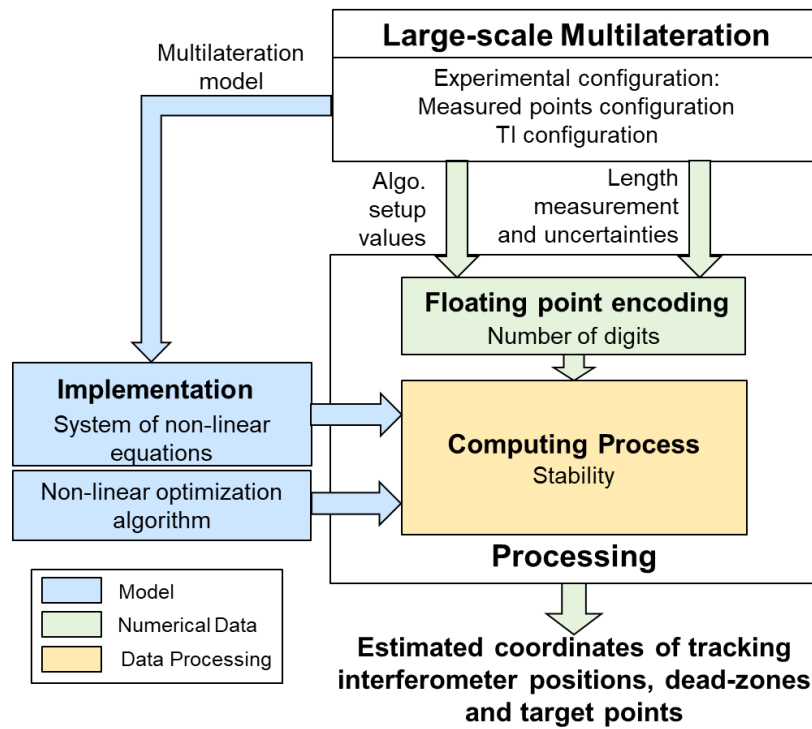 Large-scale Multilateration
Multilateration
model
Experimental configuration:
Measured points configuration
TI configuration
Algo.
setup
values
Length
measurement
and uncertainties
Floating point encoding
Number of digits
Implementation
System of non-linear
equations
Non-linear optimization
algorithm
Computing Process
Stability
Processing
Model
Numerical Data
Data Processing
Estimated coordinates of tracking
interferometer positions, dead-zones
and target points